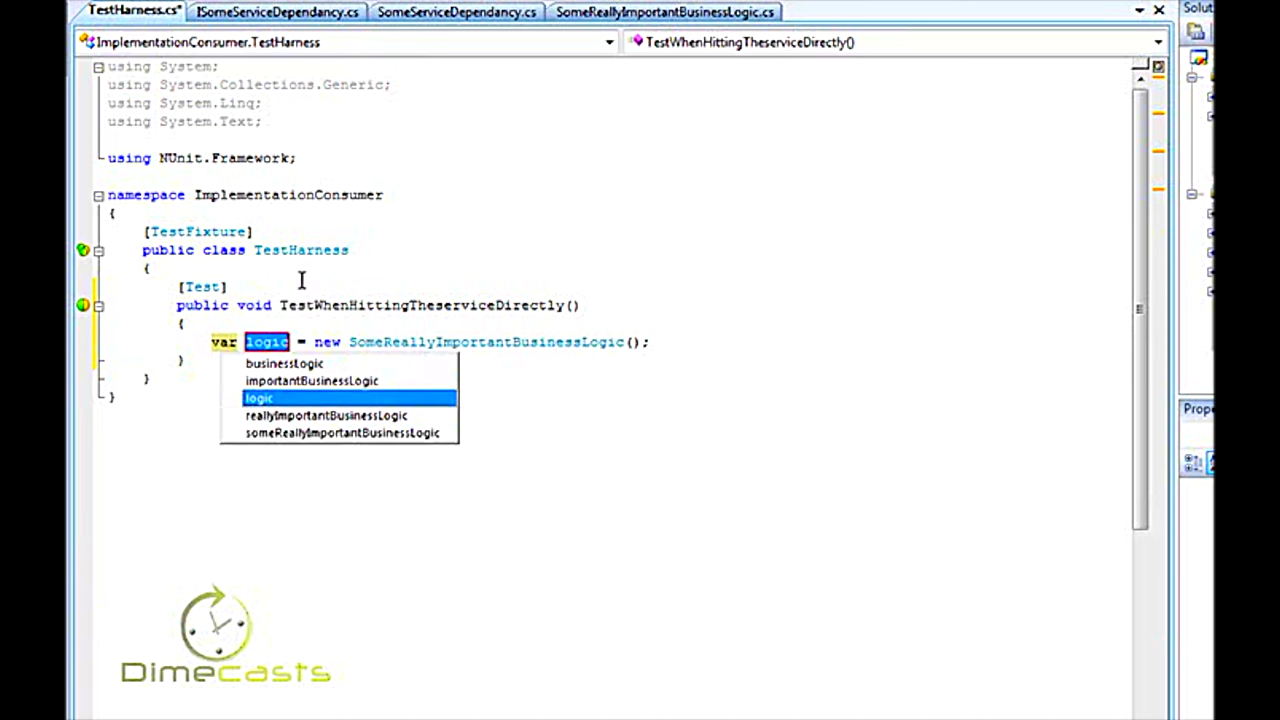 TestHarness.cs* ISomeServiceDependancy.cs SomeServiceDependancy.cs SomeReallyImportantBusinessLogic.cs
ImplementationConsumer.TestHarness TestWhenHittingTheserviceDirectly()
using System;
using System.Collections.Generic;
using System.Linq;
using System.Text;
using NUnit.Framework;
namespace ImplementationConsumer
{
[TestFixture]
public class TestHarness
{
[Test]
public void TestWhenHittingTheserviceDirectly()
{
var logic = new SomeReallyImportantBusinessLogic();
}
}
}
businessLogic
importantBusinessLogic
logic
reallyImportantBusinessLogic
someReallyImportantBusinessLogic
Solut
Prope
Dimecasts